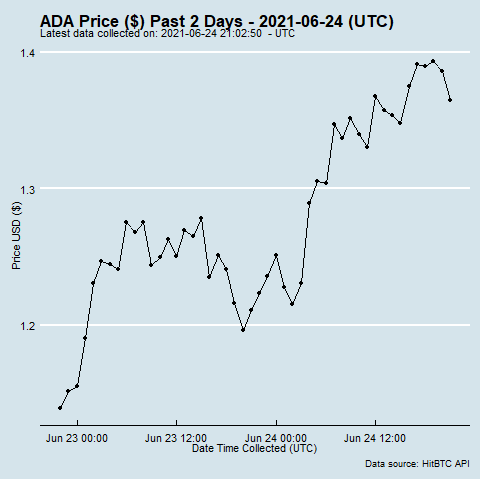 ADA Price ($) Past 2 Days - 2021-06-24 (UTC)
Latest data collected on: 2021-06-24 21:02:50  - UTC
1.4
1.3
1.2
Price USD ($)
Jun 23 00:00
Jun 23 12:00
Jun 24 00:00
Jun 24 12:00
Date Time Collected (UTC)
Data source: HitBTC API